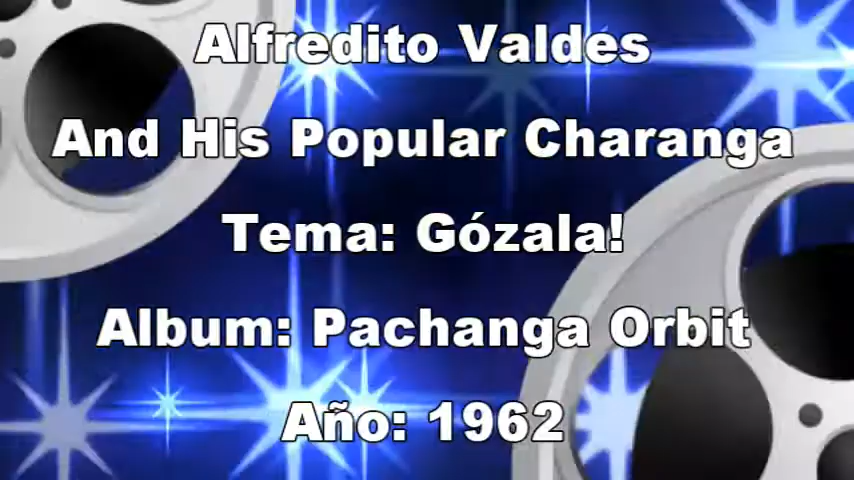 Alfredito Valdes
And His Popular Charanga
Tema: Gózala!
Album: Pachanga Orbit
Año: 1962